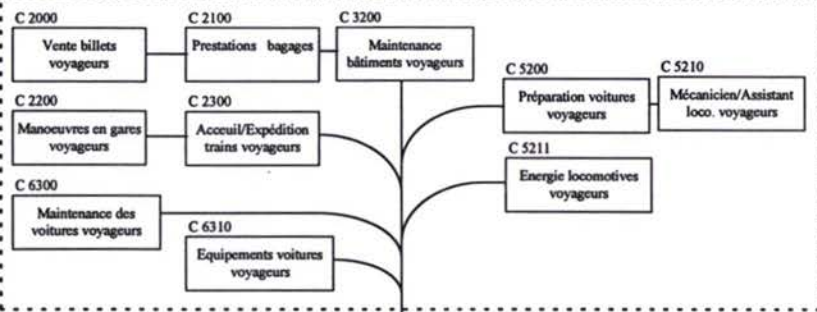 C 2000
Vente billets
voyageurs
C 2100
Prestations bagages
C 3200
Maintenance
bâtiments voyageurs
C 5200
Préparation voitures
voyageurs
C 5210
Mécanicien/Assistant
loco. voyageurs
C 2200
Manoeuvres en gares
voyageurs
C 2300
Acceuil/Expédition
trains voyageurs
C 5211
Energie locomotives
voyageurs
C 6300
Maintenance des
voitures voyageurs
C 6310
Equipements voitures
voyageurs